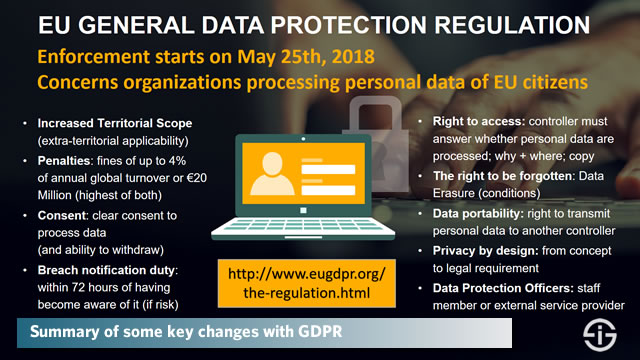 EU GENERAL DATA PROTECTION REGULATION
Enforcement starts on May 25th, 2018
Concerns organizations processing personal data of EU citizens
• Increased Territorial Scope
(extra-territorial applicability)
• Penalties: fines of up to 4%
of annual global turnover or €20
Million (highest of both)
• Consent: clear consent to
process data
(and ability to withdraw)
• Breach notification duty:
within 72 hours of having
become aware of it (if risk)
http://www.eugdpr.org/
the-regulation.html
• Right to access: controller must
answer whether personal data are
processed; why + where; copy
• The right to be forgotten: Data
Erasure (conditions)
• Data portability: right to transmit
personal data to another controller
• Privacy by design: from concept
to legal requirement
• Data Protection Officers: staff
member or external service provider
Summary of some key changes with GDPR